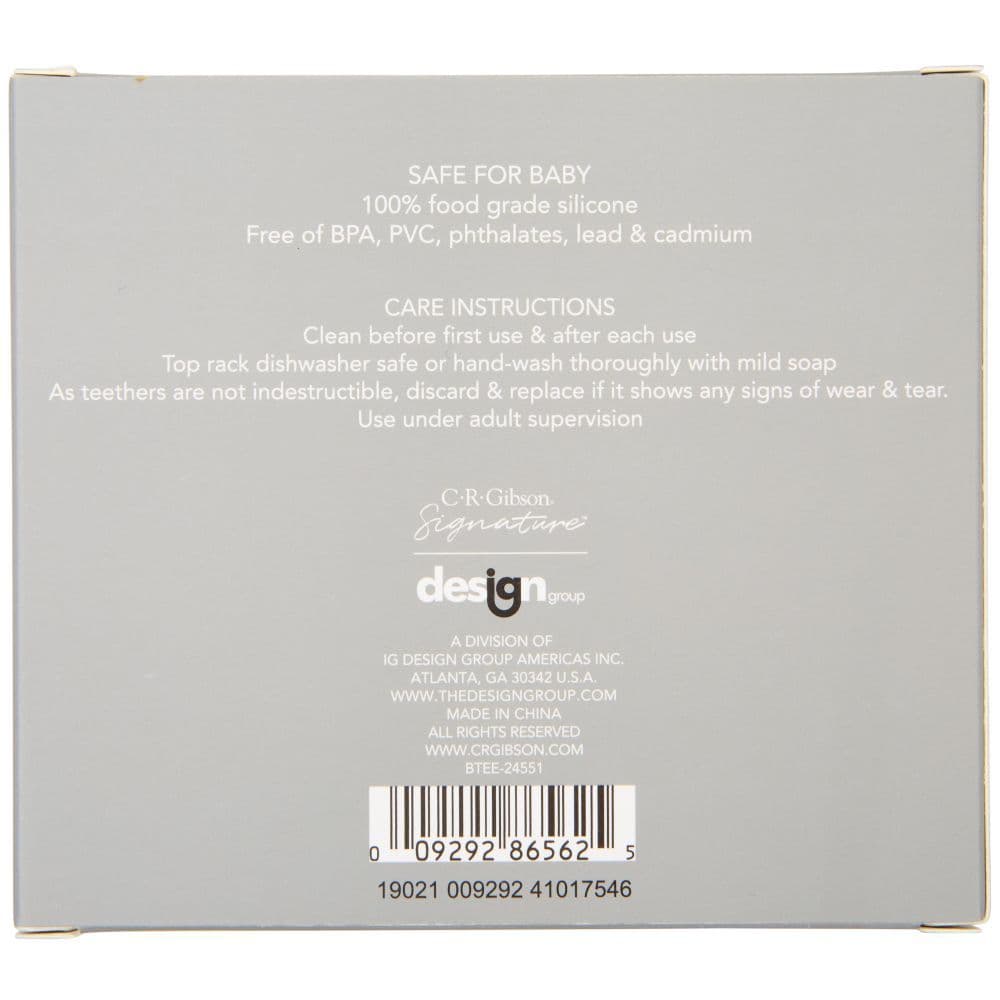 SAFE FOR BABY
100% food grade silicone
Free of BPA, PVC, phthalates, lead & cadmium
CARE INSTRUCTIONS
Clean before first use & after each use
Top rack dishwasher safe or hand-wash thoroughly with mild soap
As teethers are not indestructible, discard & replace if it shows any signs of wear & tear.
Use under adult supervision
C·R·Gibson®
Signature™
design group
A DIVISION OF
IG DESIGN GROUP AMERICAS INC.
ATLANTA, GA 30342 U.S.A.
WWW.THEDESIGNGROUP.COM
MADE IN CHINA
ALL RIGHTS RESERVED
WWW.CRGIBSON.COM
BTEE-24551
0 09292 86562 5
19021 009292 41017546